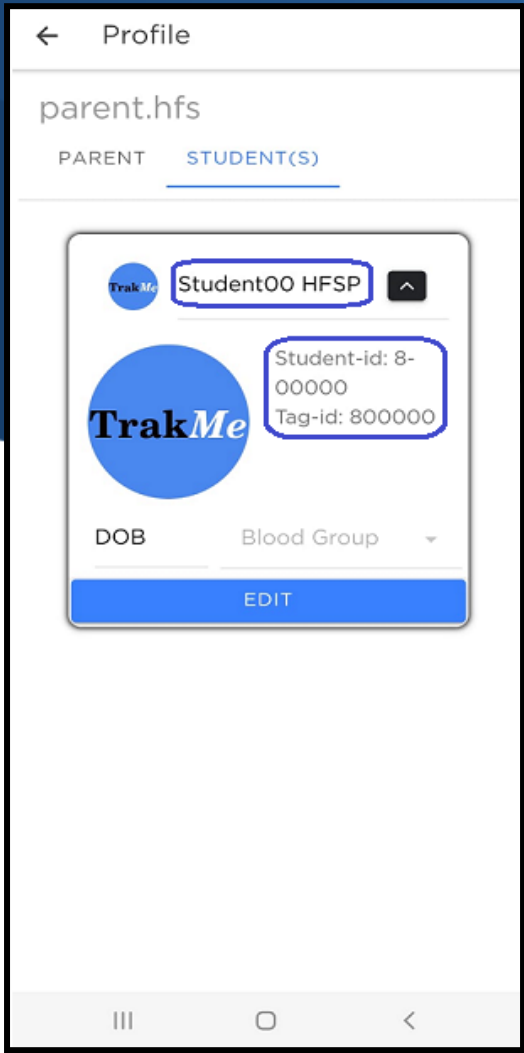 Profile
parent.hfs
PARENT STUDENT(S)
TrakMe Student00 HFSP
Student-id: 8-
00000
Tag-id: 800000
TrakMe
DOB Blood Group
EDIT